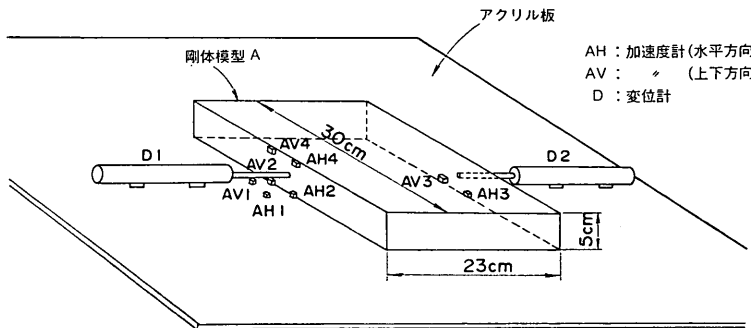 アクリル板
剛体模型 A
AH : 加速度計(水平方向
AV : 〃 (上下方向
D : 変位計
D1
D2
30cm
AV4
AH4
AV2
AV1
AH2
AH1
AV3
AH3
5cm
23cm